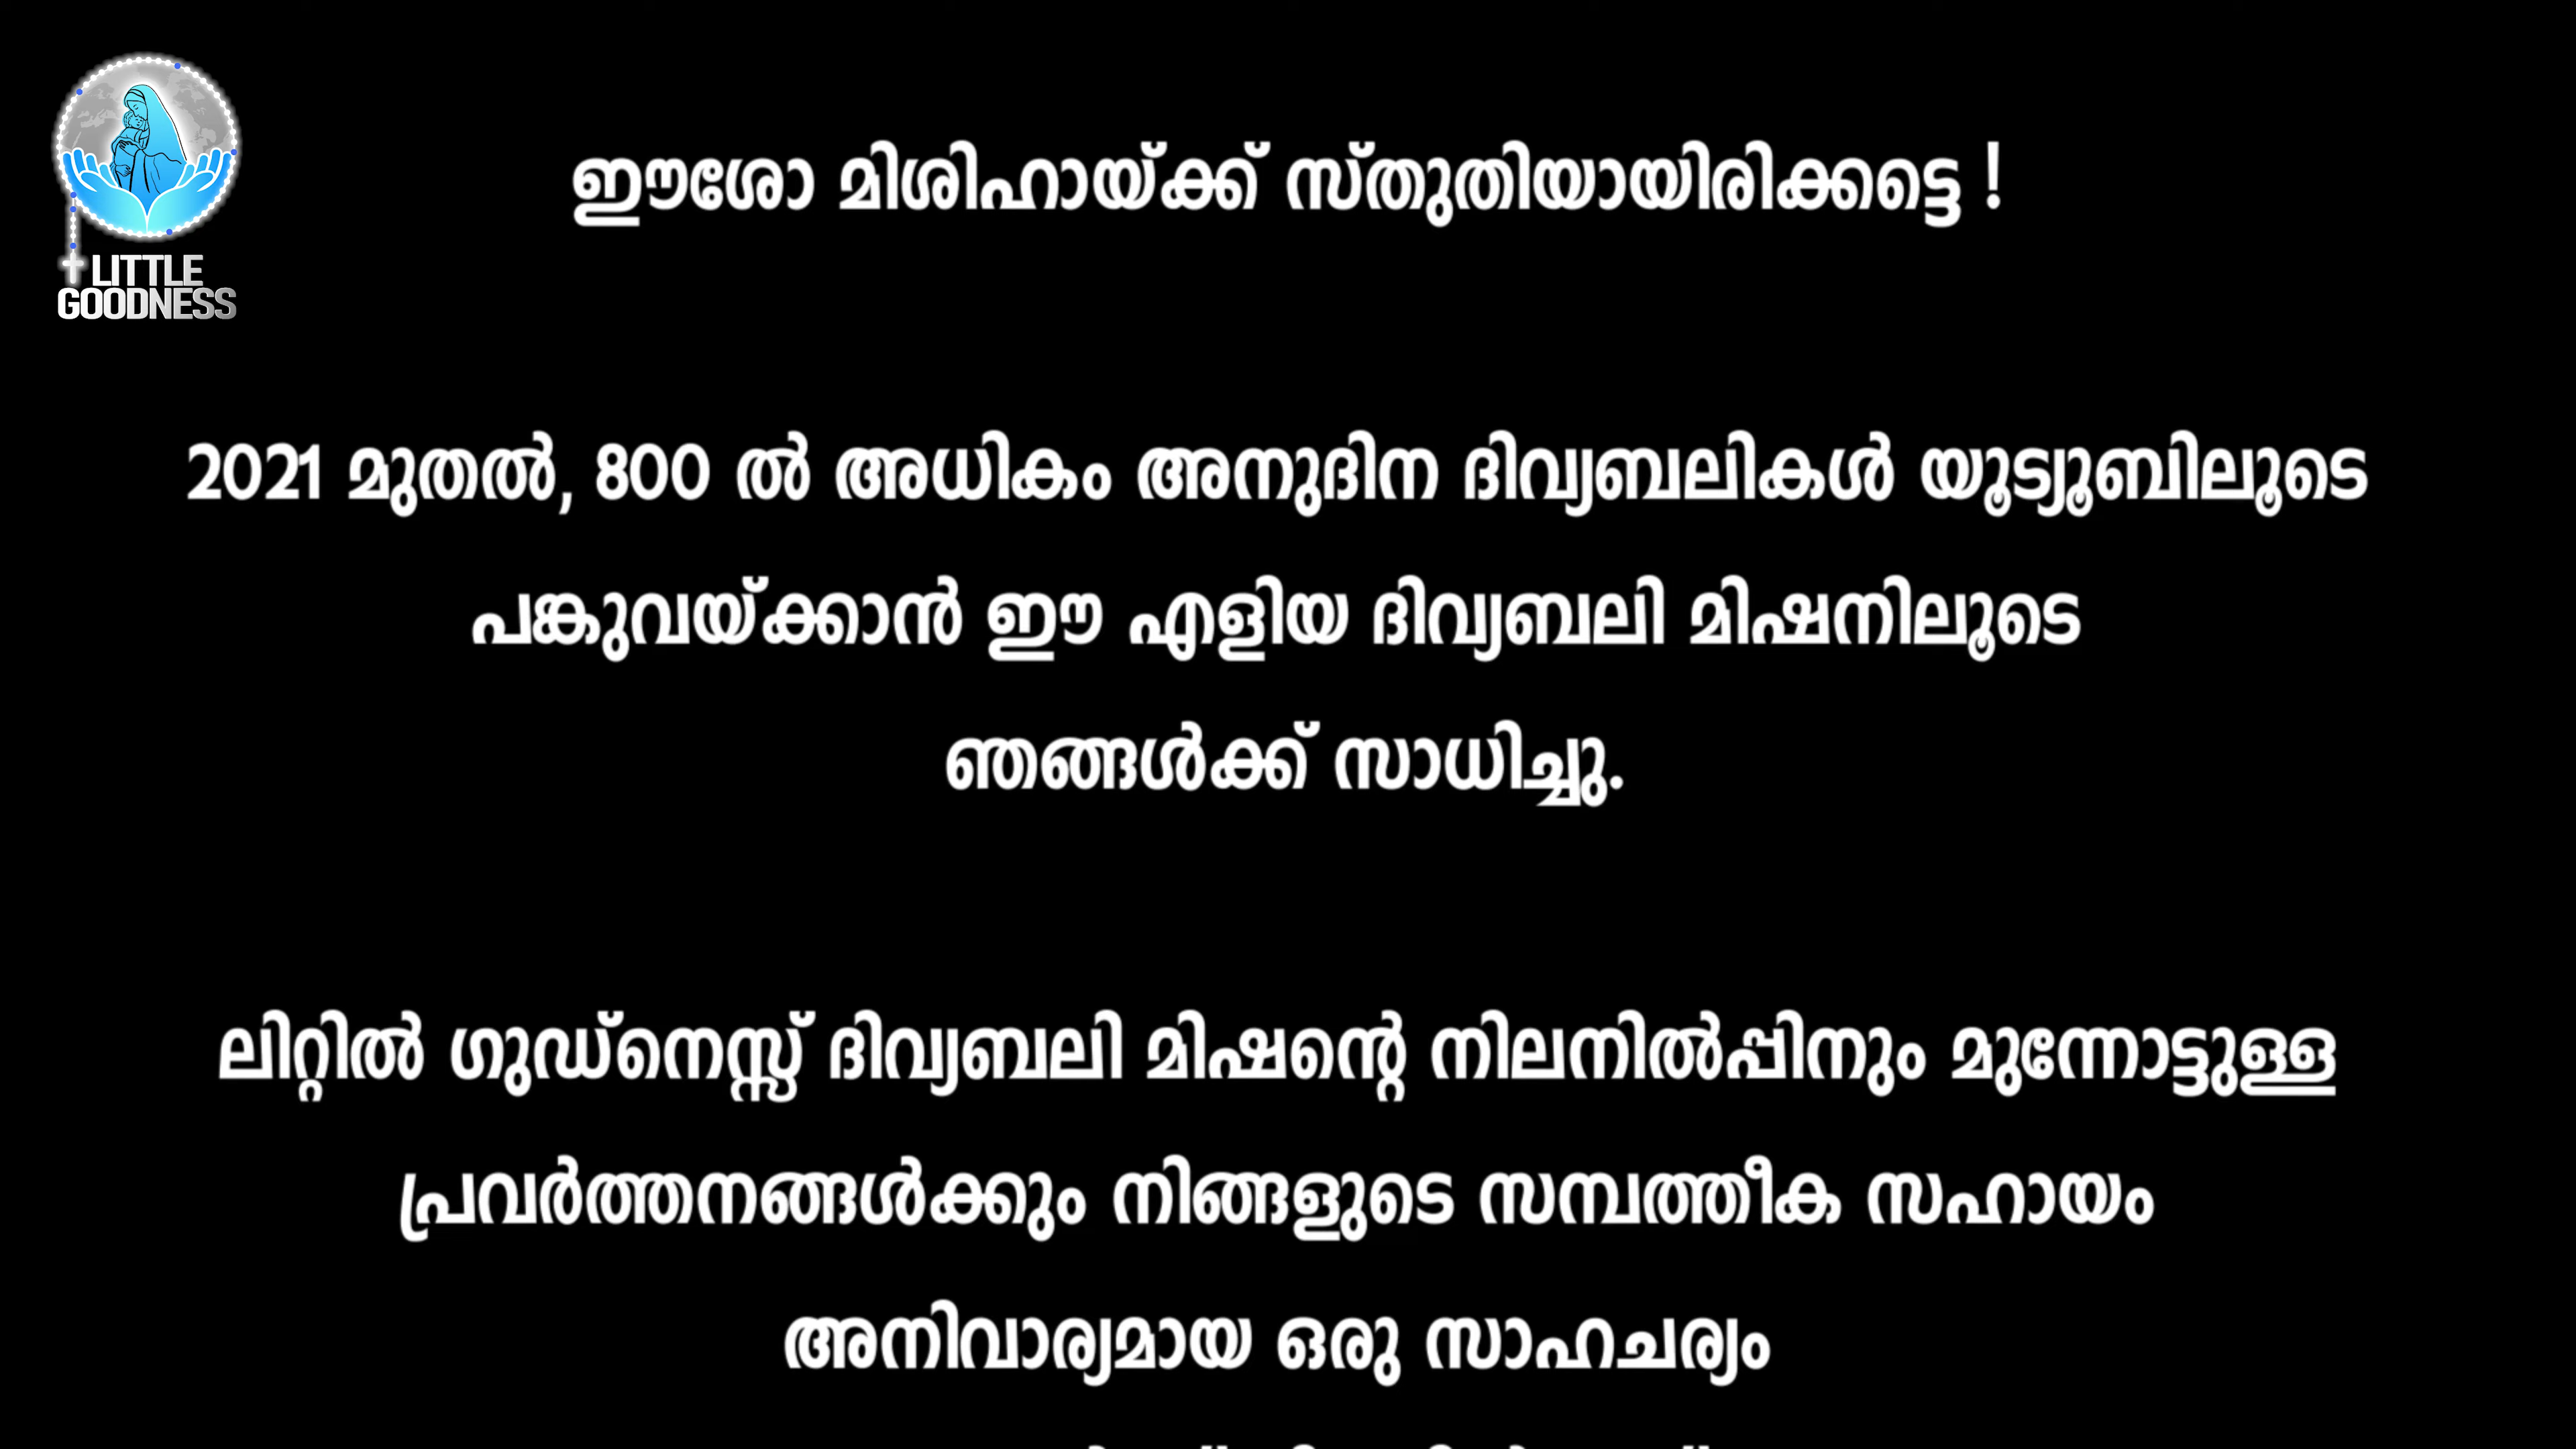 LITTLE
GOODNESS
ഈശോ മിശിഹായ്ക്ക് സ്തുതിയായിരിക്കട്ടെ !
2021 മുതൽ, 800 ൽ അധികം അനുദിന ദിവ്യബലികൾ യൂട്യൂബിലൂടെ
പങ്കുവയ്ക്കാൻ ഈ എളിയ ദിവ്യബലി മിഷനിലൂടെ
ഞങ്ങൾക്ക് സാധിച്ചു.
ലിറ്റിൽ ഗുഡ്നെസ്സ് ദിവ്യബലി മിഷന്റെ നിലനിൽപ്പിനും മുന്നോട്ടുള്ള
പ്രവർത്തനങ്ങൾക്കും നിങ്ങളുടെ സമ്പത്തീക സഹായം
അനിവാര്യമായ ഒരു സാഹചര്യം